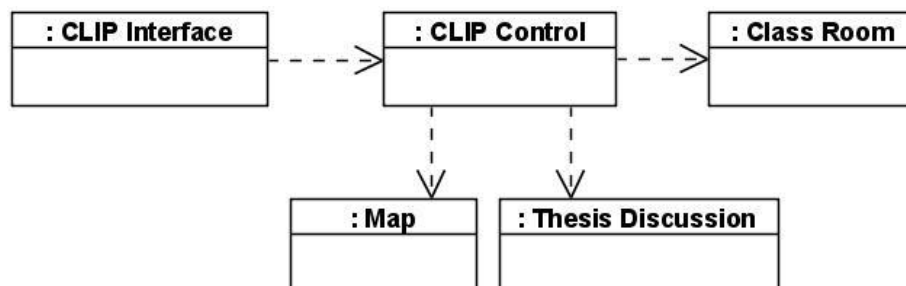 : CLIP Interface
: CLIP Control
: Class Room
: Map
: Thesis Discussion